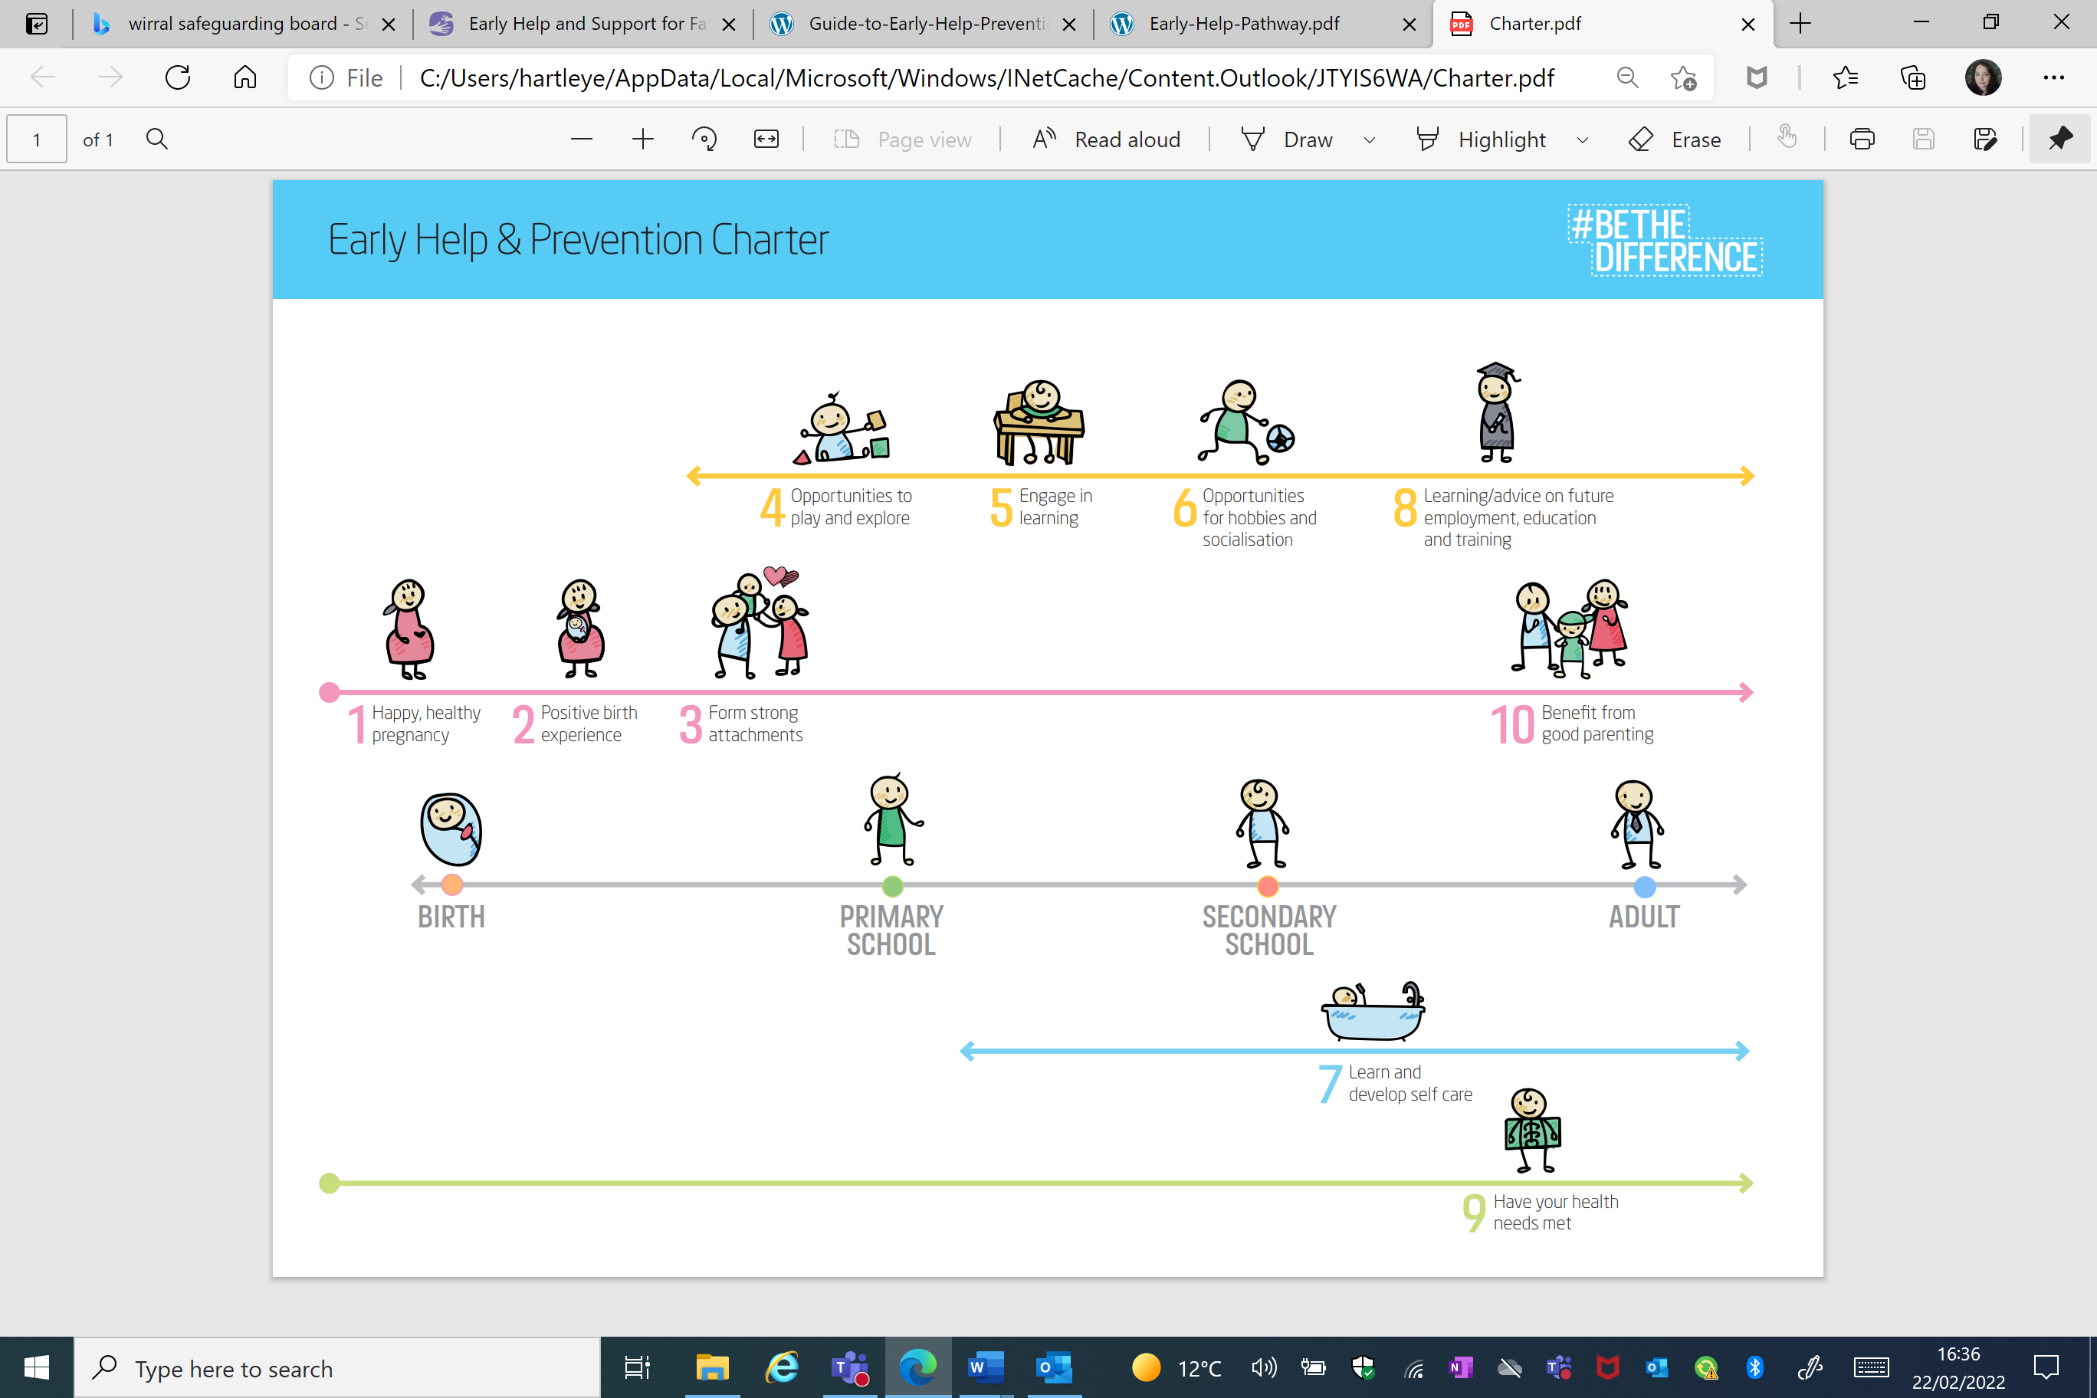 wirral safeguarding board - S
Early Help and Support for Fa
Guide-to-Early-Help-Preventi
Early-Help-Pathway.pdf
Charter.pdf
File
C:/Users/hartleye/AppData/Local/Microsoft/Windows/INetCache/Content.Outlook/JTYIS6WA/Charter.pdf
1 of 1
Page view
Read aloud
Draw
Highlight
Erase
Early Help & Prevention Charter
#BETHE
DIFFERENCE
4 Opportunities to
play and explore
5 Engage in
learning
6 Opportunities
for hobbies and
socialisation
8 Learning/advice on future
employment, education
and training
1 Happy, healthy
pregnancy
2 Positive birth
experience
3 Form strong
attachments
10 Benefit from
good parenting
BIRTH
PRIMARY
SCHOOL
SECONDARY
SCHOOL
ADULT
7 Learn and
develop self care
9 Have your health
needs met
Type here to search
12°C
16:36
22/02/2022